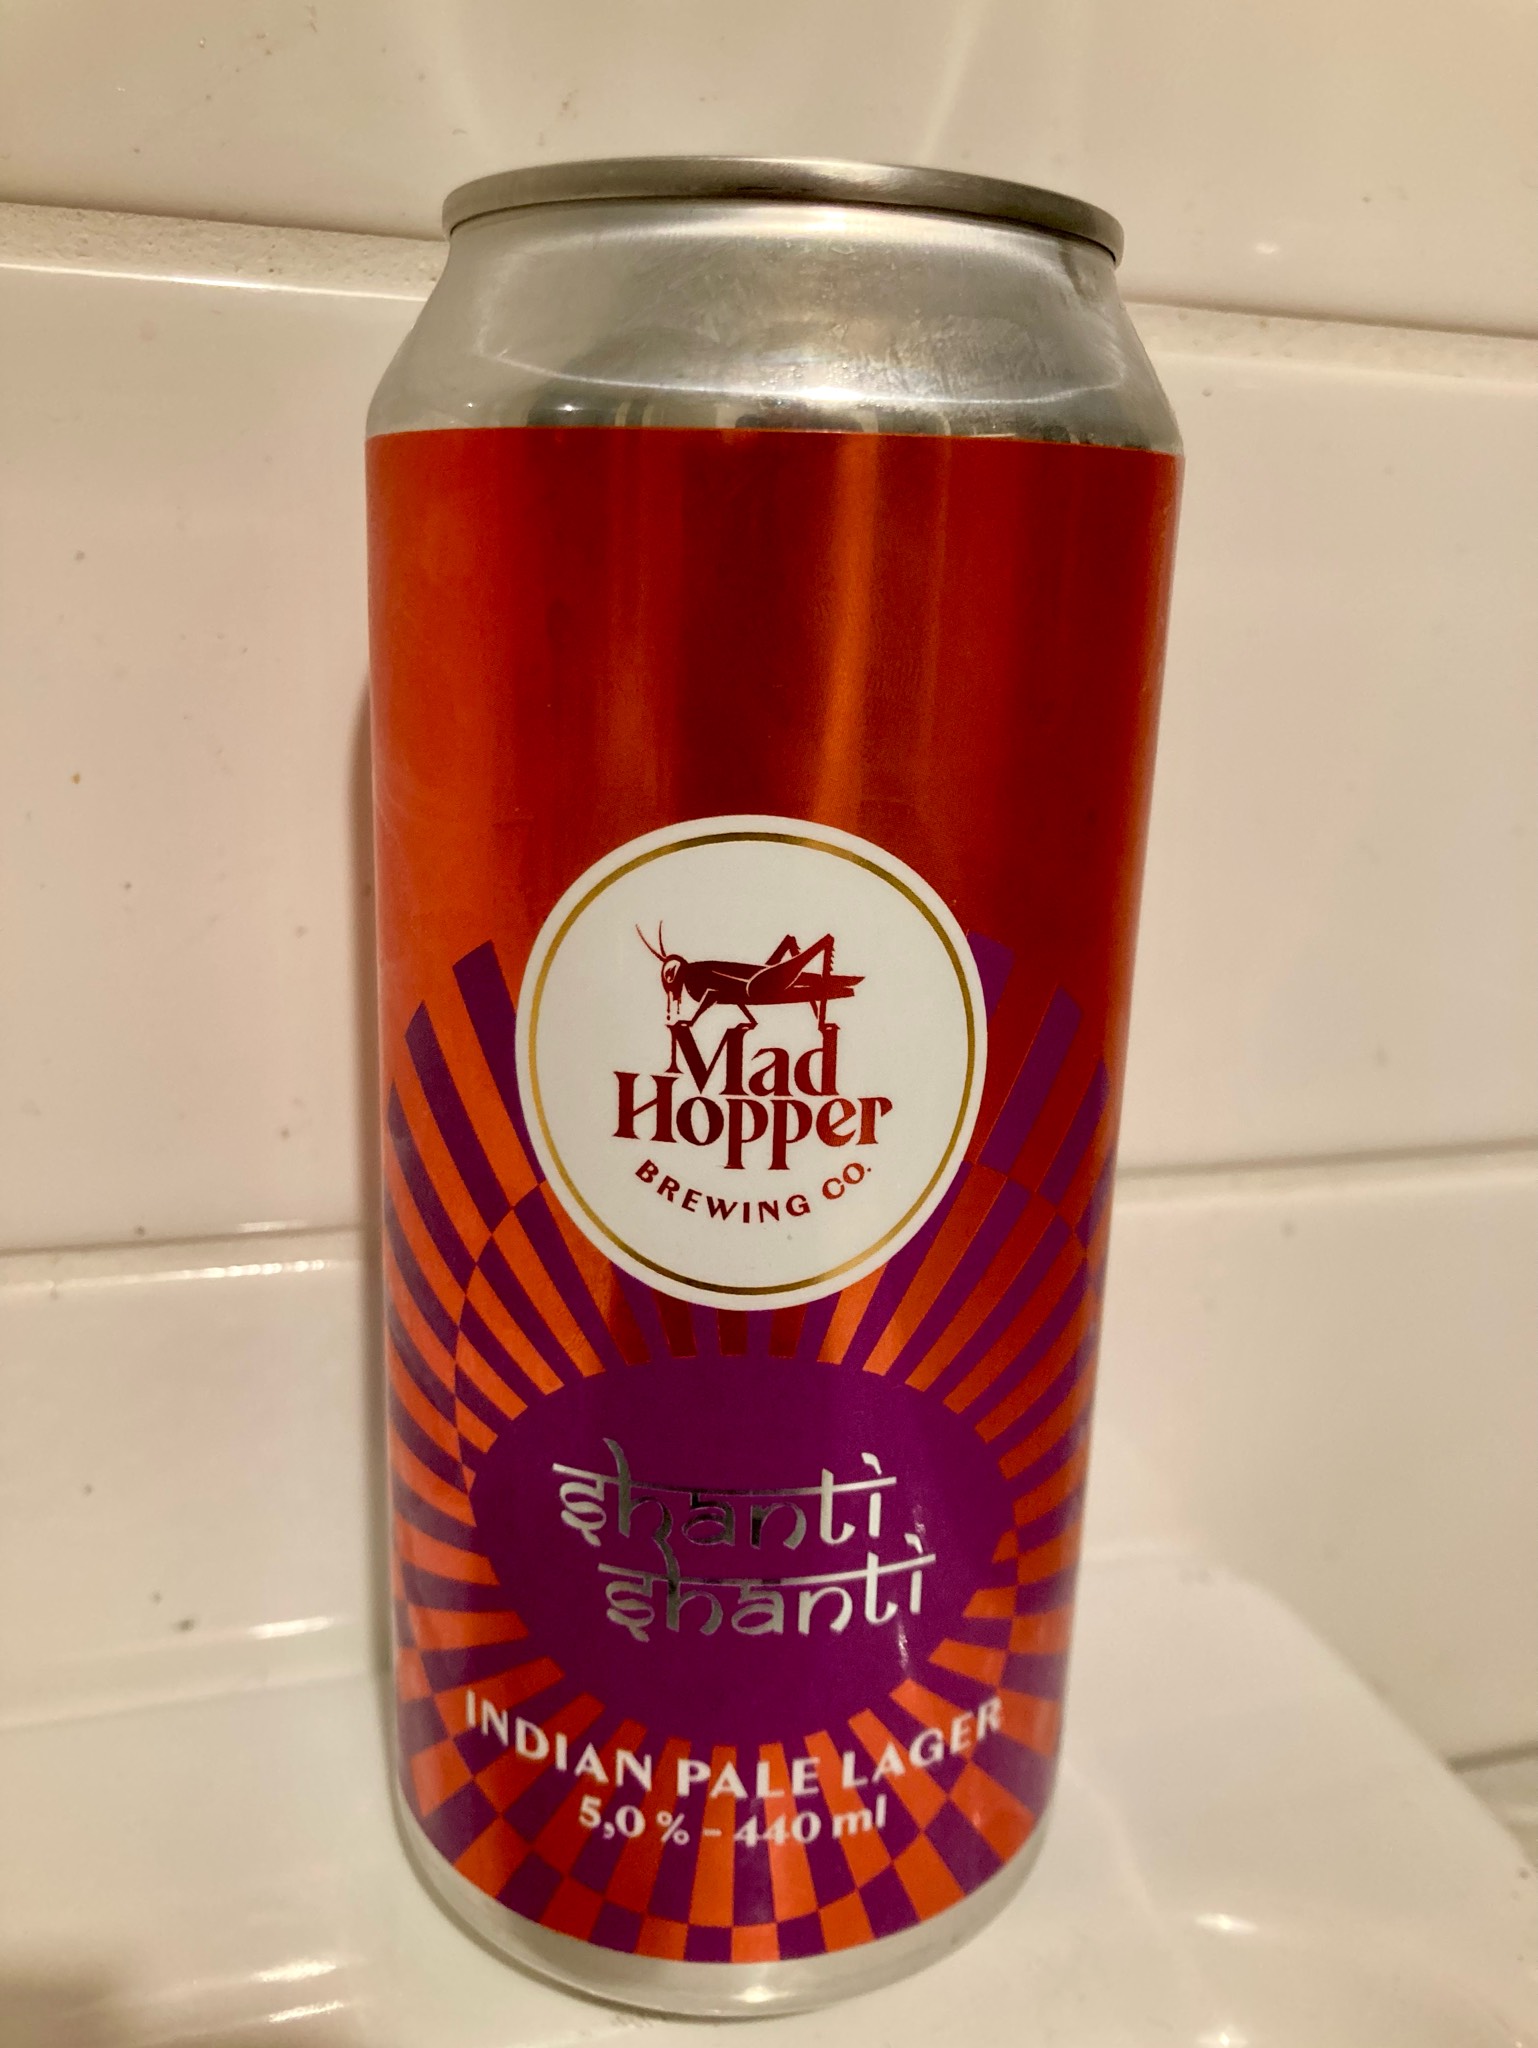 Mad
Hopper
BREWING CO.
shanti
shanti
INDIAN PALE LAGER
5,0 % - 440 ml